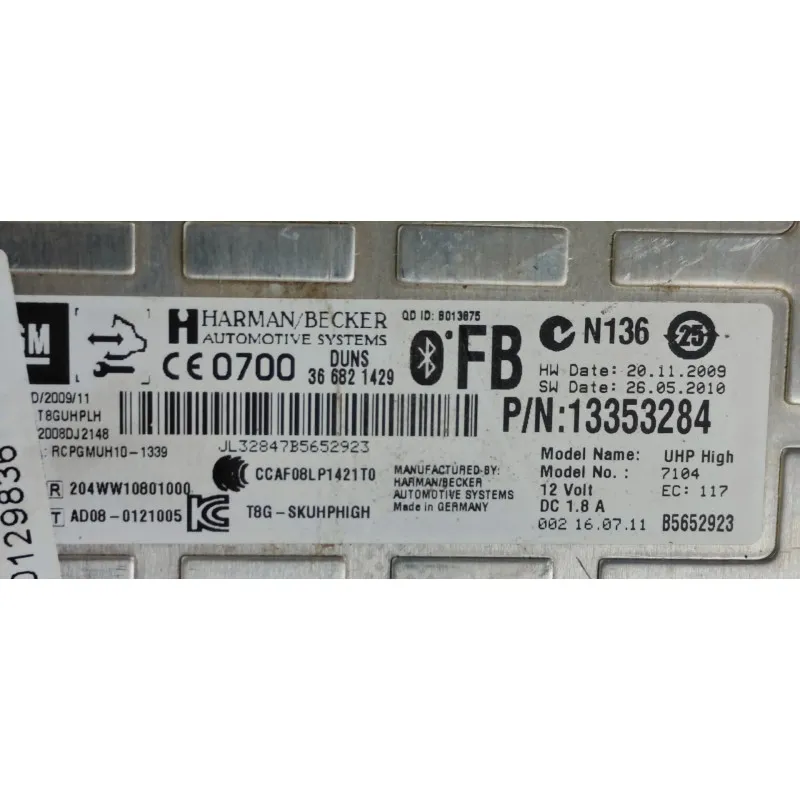 GM
HARMAN/BECKER
AUTOMOTIVE SYSTEMS
QD ID: B013875
CE 0700
DUNS
36 682 1429
FB
N136
25
HW Date: 20.11.2009
SW Date: 26.05.2010
P/N:13353284
D/2009/11
T8GUHPLH
2008DJ2148
: RCPGMUH10-1339
JL32847B5652923
CCAF08LP1421T0
R 204WW10801000
T AD08-0121005
T8G-SKUHPHIGH
MANUFACTURED-BY:
HARMAN/BECKER
AUTOMOTIVE SYSTEMS
Made in GERMANY
Model Name: UHP High
Model No.: 7104
12 Volt EC: 117
DC 1.8 A
002 16.07.11 B5652923
0129836